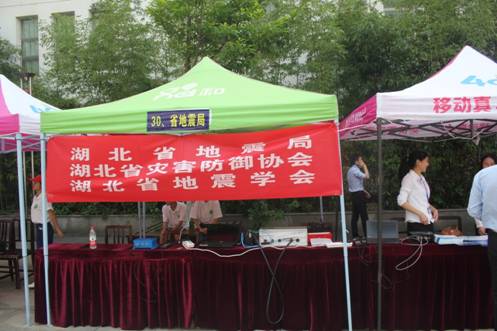 30、省地震局
湖北省地震局
湖北省灾害防御协会
湖北省地震学会
移动真